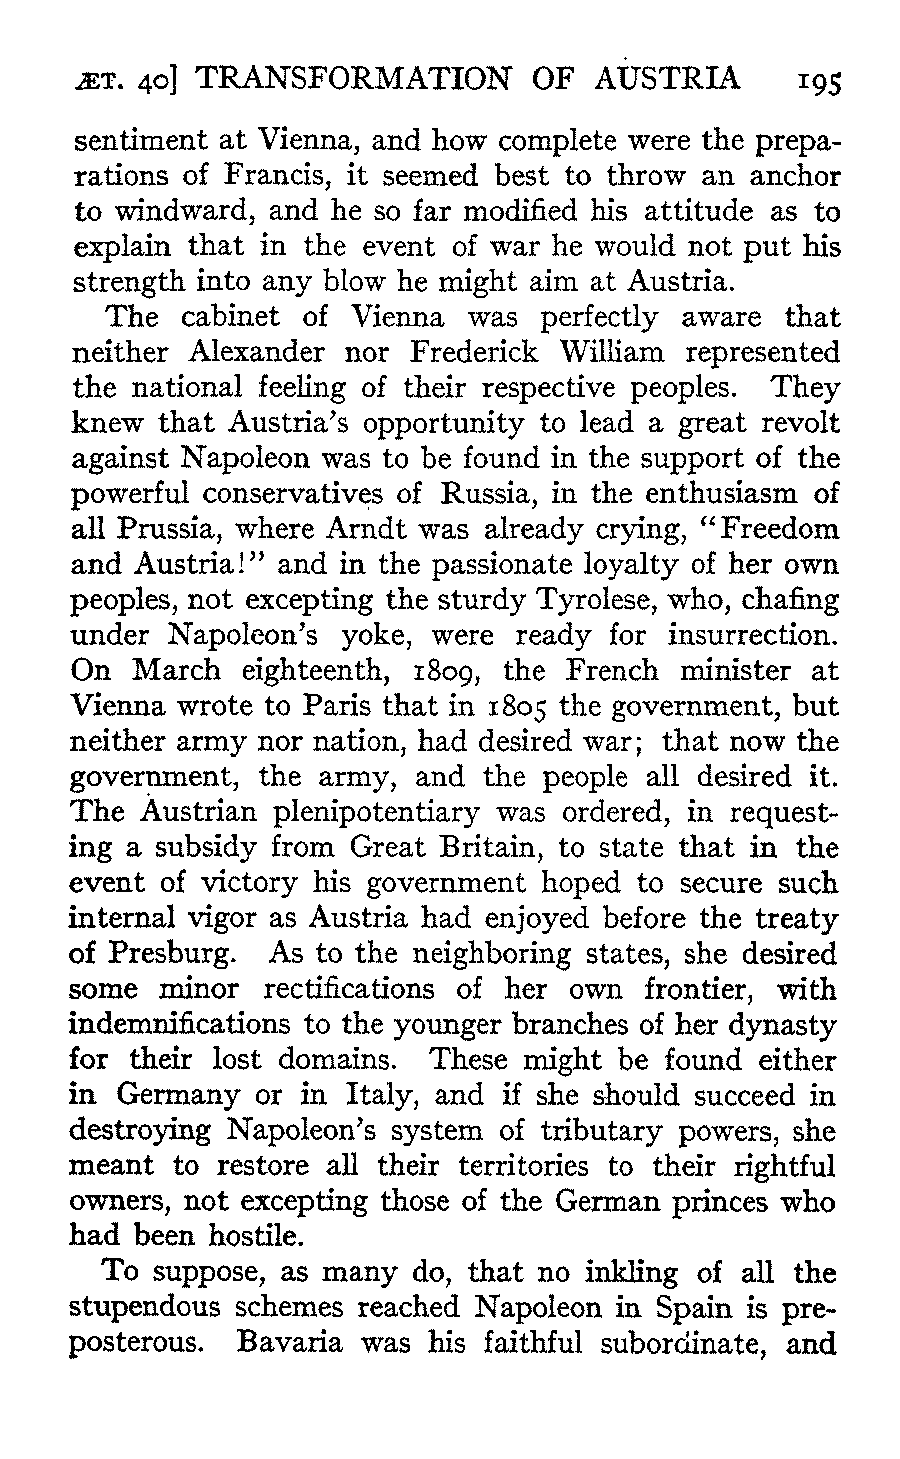 ÆT. 40] TRANSFORMATION OF AUSTRIA 195
sentiment at Vienna, and how complete were the prepa-
rations of Francis, it seemed best to throw an anchor
to windward, and he so far modified his attitude as to
explain that in the event of war he would not put his
strength into any blow he might aim at Austria.
The cabinet of Vienna was perfectly aware that
neither Alexander nor Frederick William represented
the national feeling of their respective peoples. They
knew that Austria's opportunity to lead a great revolt
against Napoleon was to be found in the support of the
powerful conservatives of Russia, in the enthusiasm of
all Prussia, where Arndt was already crying, "Freedom
and Austria!" and in the passionate loyalty of her own
peoples, not excepting the sturdy Tyrolese, who, chafing
under Napoleon's yoke, were ready for insurrection.
On March eighteenth, 1809, the French minister at
Vienna wrote to Paris that in 1805 the government, but
neither army nor nation, had desired war; that now the
government, the army, and the people all desired it.
The Austrian plenipotentiary was ordered, in request-
ing a subsidy from Great Britain, to state that in the
event of victory his government hoped to secure such
internal vigor as Austria had enjoyed before the treaty
of Presburg. As to the neighboring states, she desired
some minor rectifications of her own frontier, with
indemnifications to the younger branches of her dynasty
for their lost domains. These might be found either
in Germany or in Italy, and if she should succeed in
destroying Napoleon's system of tributary powers, she
meant to restore all their territories to their rightful
owners, not excepting those of the German princes who
had been hostile.
To suppose, as many do, that no inkling of all the
stupendous schemes reached Napoleon in Spain is pre-
posterous. Bavaria was his faithful subordinate, and